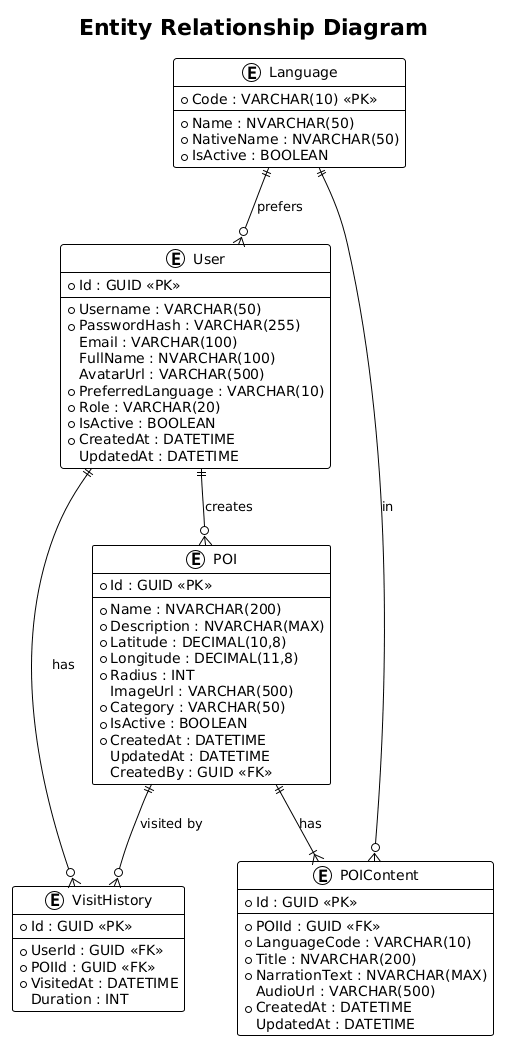 Entity Relationship Diagram
E Language
Code : VARCHAR(10) «PK»
Name : NVARCHAR(50)
NativeName : NVARCHAR(50)
IsActive : BOOLEAN
prefers
E User
Id : GUID «PK»
Username : VARCHAR(50)
PasswordHash : VARCHAR(255)
Email : VARCHAR(100)
FullName : NVARCHAR(100)
AvatarUrl : VARCHAR(500)
PreferredLanguage : VARCHAR(10)
Role : VARCHAR(20)
IsActive : BOOLEAN
CreatedAt : DATETIME
UpdatedAt : DATETIME
creates
in
E POI
Id : GUID «PK»
Name : NVARCHAR(200)
Description : NVARCHAR(MAX)
Latitude : DECIMAL(10,8)
Longitude : DECIMAL(11,8)
Radius : INT
ImageUrl : VARCHAR(500)
Category : VARCHAR(50)
IsActive : BOOLEAN
CreatedAt : DATETIME
UpdatedAt : DATETIME
CreatedBy : GUID «FK»
has
visited by
has
E VisitHistory
Id : GUID «PK»
UserId : GUID «FK»
POIId : GUID «FK»
VisitedAt : DATETIME
Duration : INT
E POIContent
Id : GUID «PK»
POIId : GUID «FK»
LanguageCode : VARCHAR(10)
Title : NVARCHAR(200)
NarrationText : NVARCHAR(MAX)
AudioUrl : VARCHAR(500)
CreatedAt : DATETIME
UpdatedAt : DATETIME